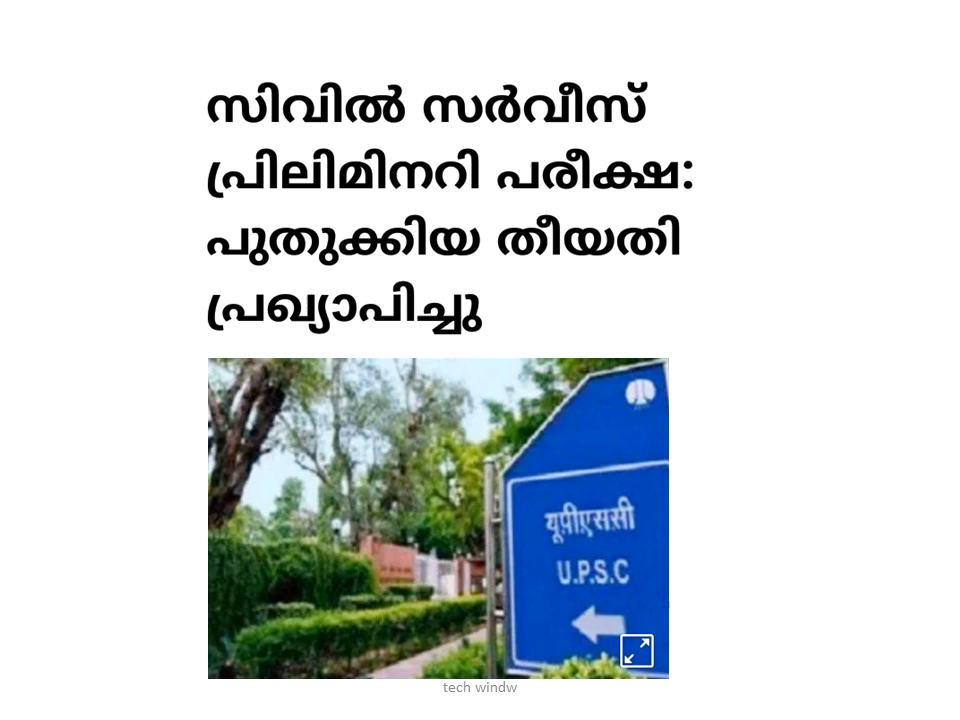 സിവിൽ സർവീസ്
പ്രിലിമിനറി പരീക്ഷ:
പുതുക്കിയ തീയതി
പ്രഖ്യാപിച്ചു
यूपीएससी
U.P.S.C
tech windw